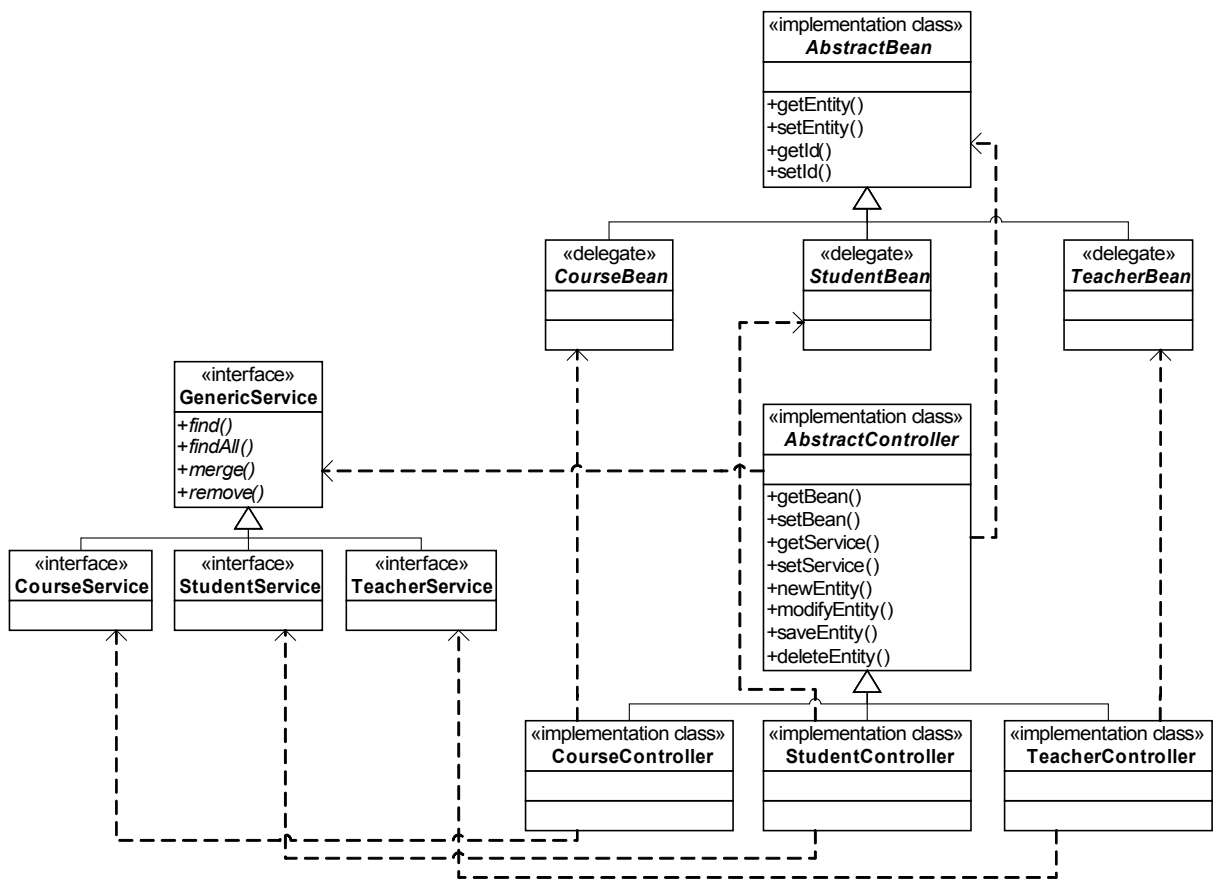 «implementation class»
AbstractBean
+getEntity()
+setEntity()
+getId()
+setId()
«delegate»
CourseBean
«delegate»
StudentBean
«delegate»
TeacherBean
«interface»
GenericService
+find()
+findAll()
+merge()
+remove()
«implementation class»
AbstractController
+getBean()
+setBean()
+getService()
+setService()
+newEntity()
+modifyEntity()
+saveEntity()
+deleteEntity()
«interface»
CourseService
«interface»
StudentService
«interface»
TeacherService
«implementation class»
CourseController
«implementation class»
StudentController
«implementation class»
TeacherController